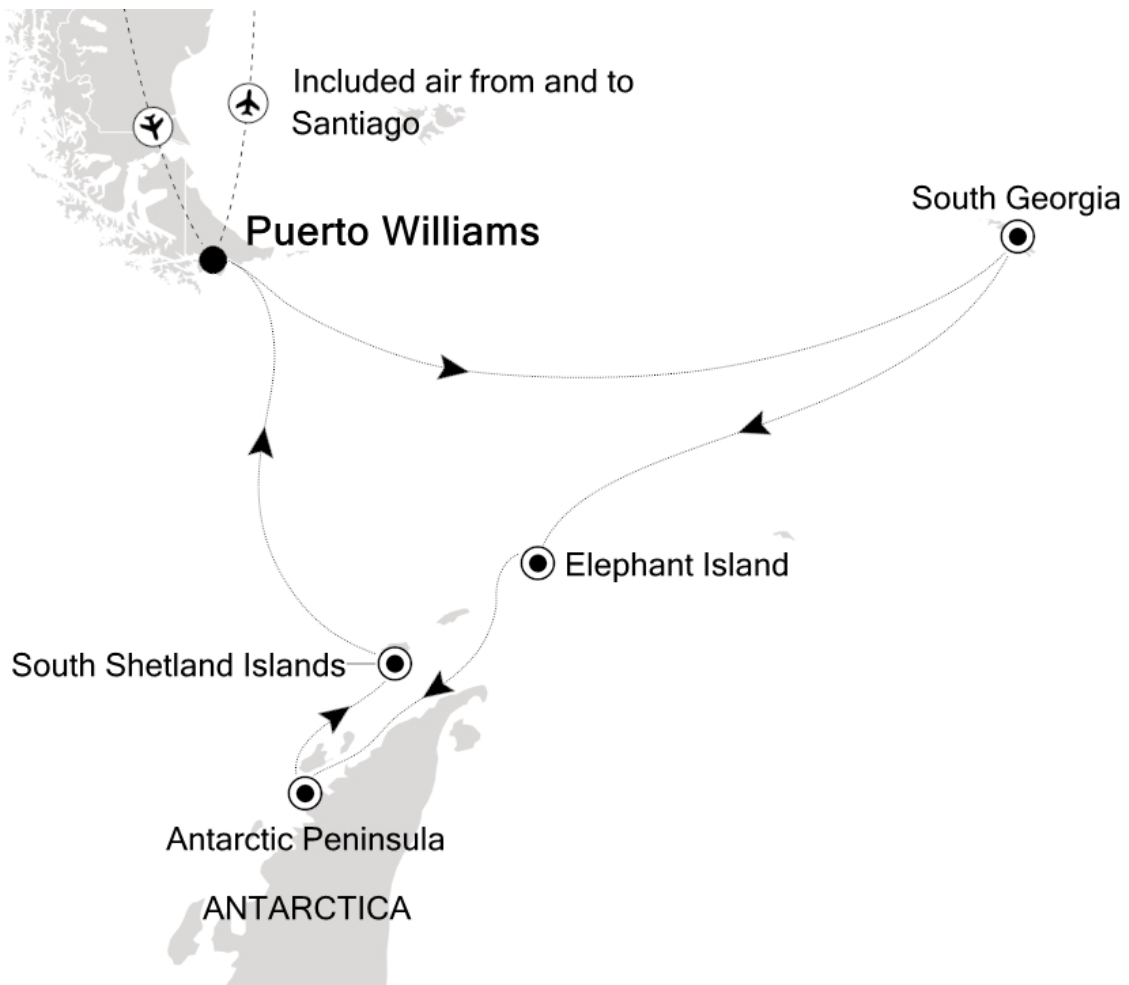 Included air from and to
Santiago
South Georgia
Puerto Williams
Elephant Island
South Shetland Islands
Antarctic Peninsula
ANTARCTICA